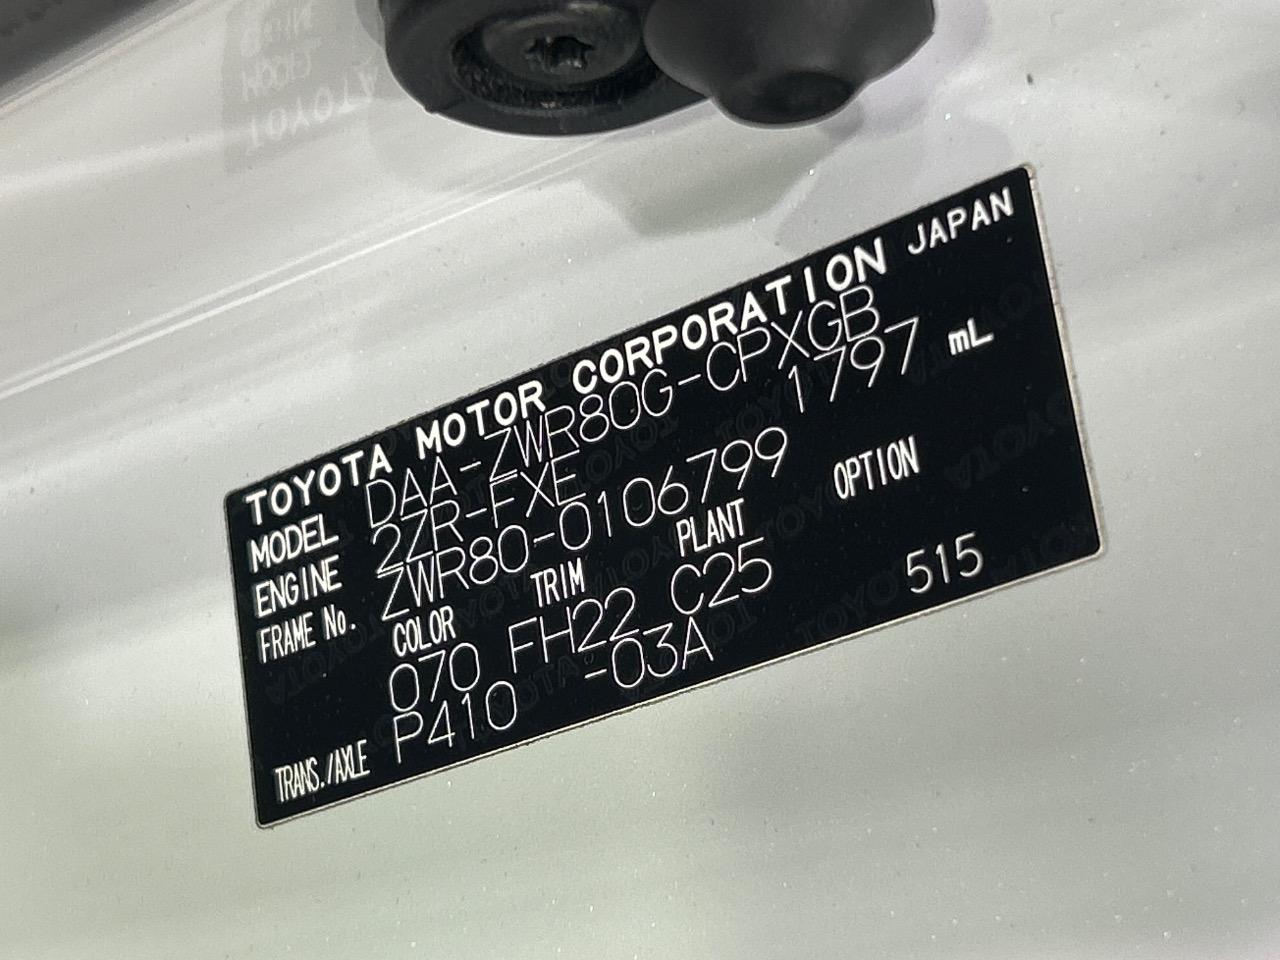 TOYOTA MOTOR CORPORATION JAPAN
MODEL DAA-ZWR80G-CPXGB
ENGINE 2ZR-FXE 1797 mL
FRAME No. ZWR80-0106799
COLOR TRIM PLANT OPTION
070 FH22 C25 515
TRANS./AXLE P410 -03A